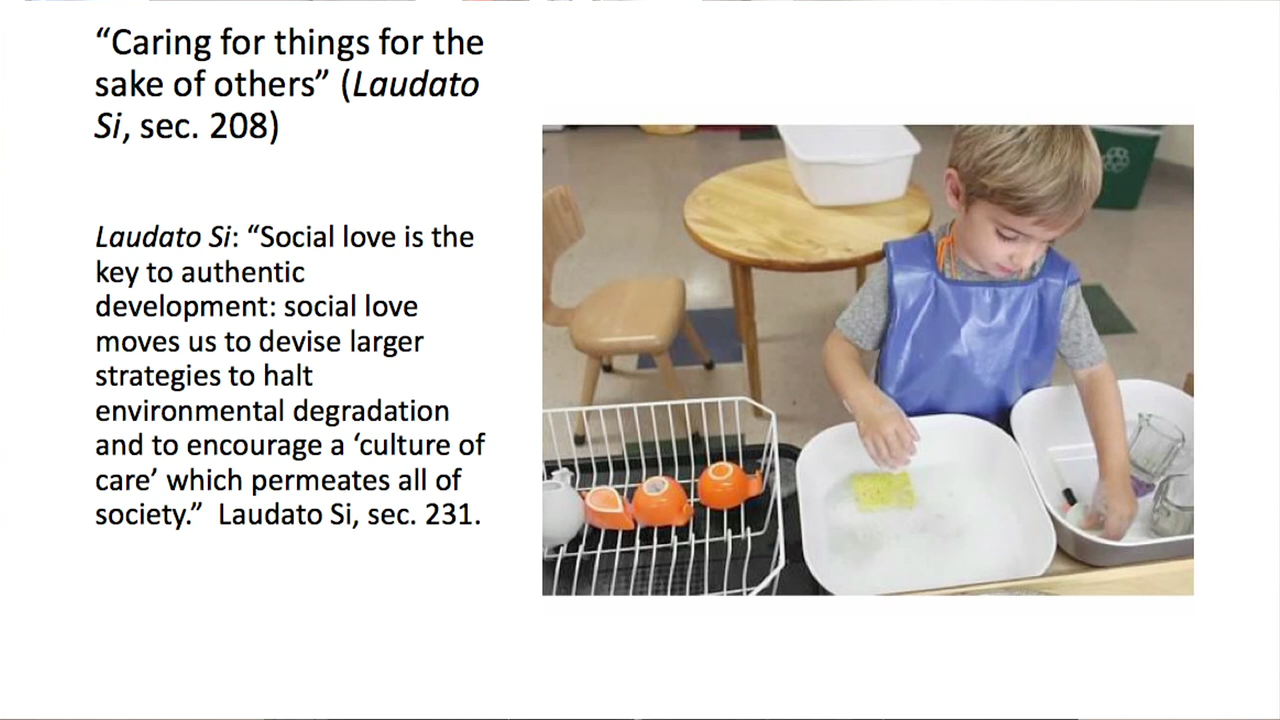 “Caring for things for the
sake of others” (Laudato
Si, sec. 208)
Laudato Si: “Social love is the
key to authentic
development: social love
moves us to devise larger
strategies to halt
environmental degradation
and to encourage a ‘culture of
care’ which permeates all of
society.”  Laudato Si, sec. 231.